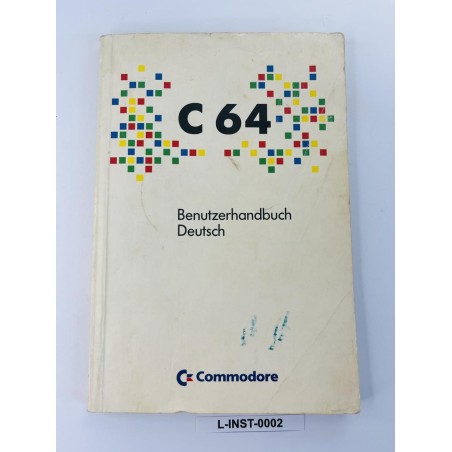 C 64
Benutzerhandbuch
Deutsch
Commodore
L-INST-0002